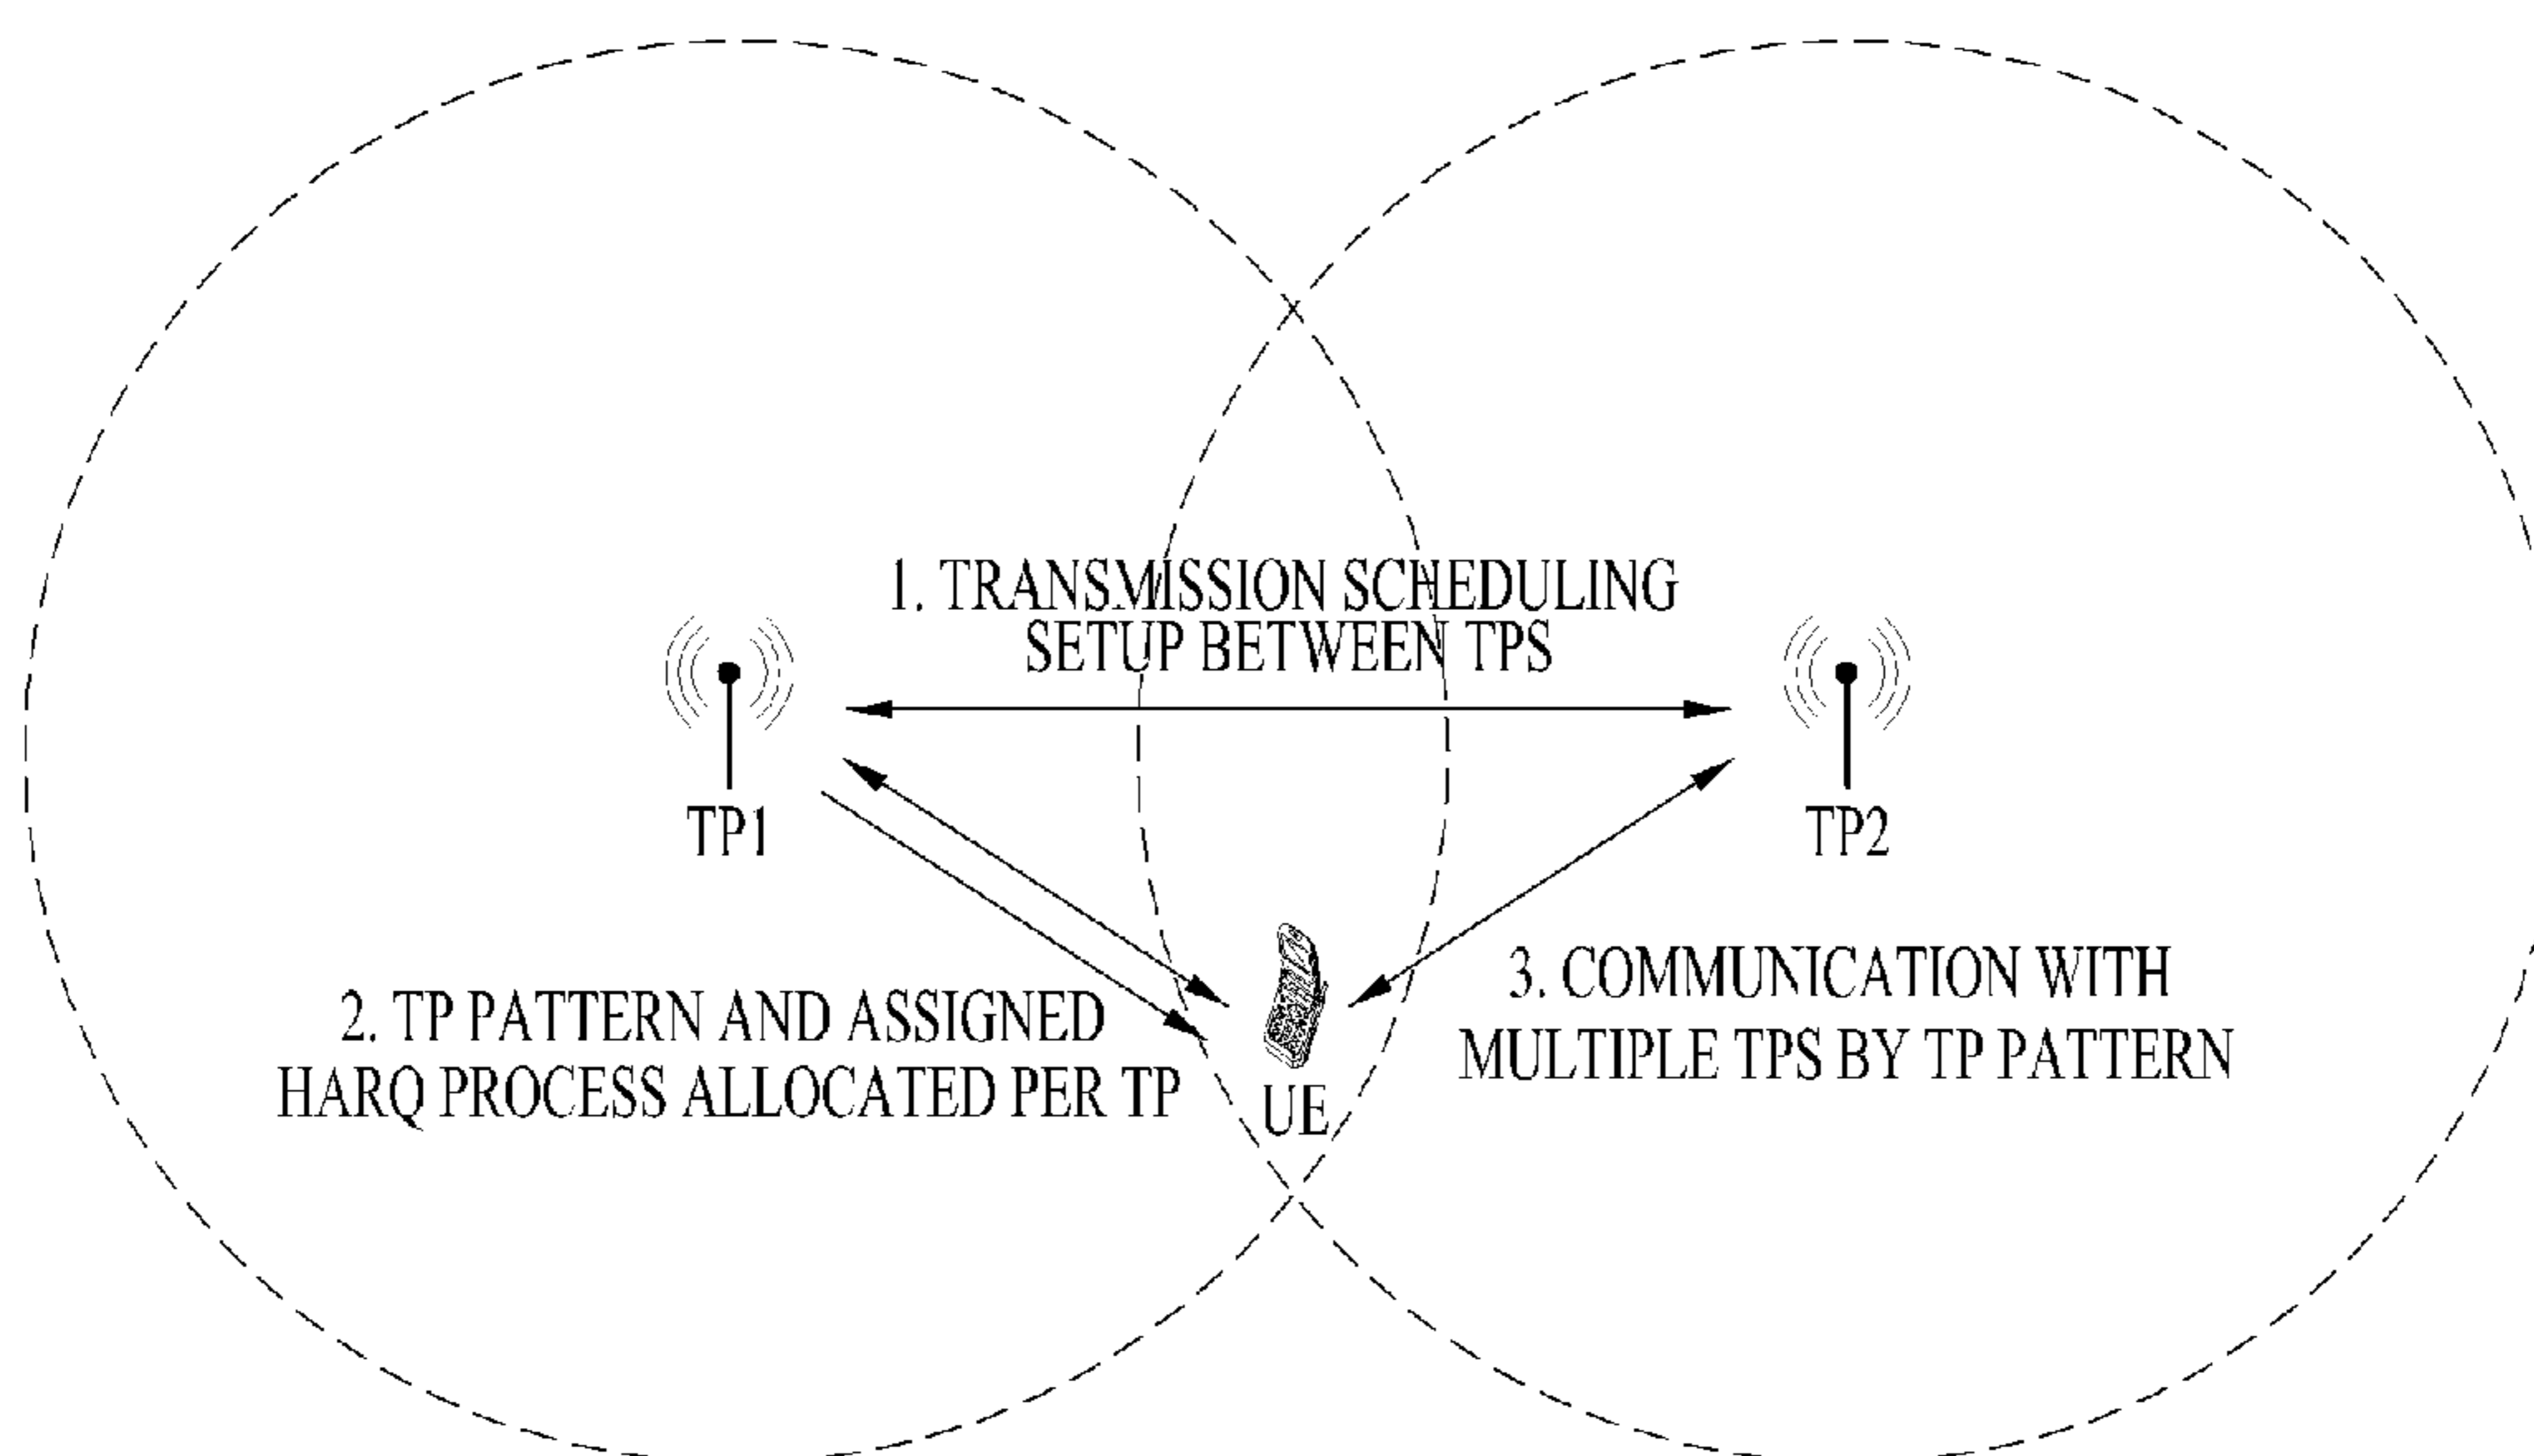 1. TRANSMISSION SCHEDULING
SETUP BETWEEN TPS
TP1
TP2
2. TP PATTERN AND ASSIGNED
HARQ PROCESS ALLOCATED PER TP
UE
3. COMMUNICATION WITH
MULTIPLE TPS BY TP PATTERN